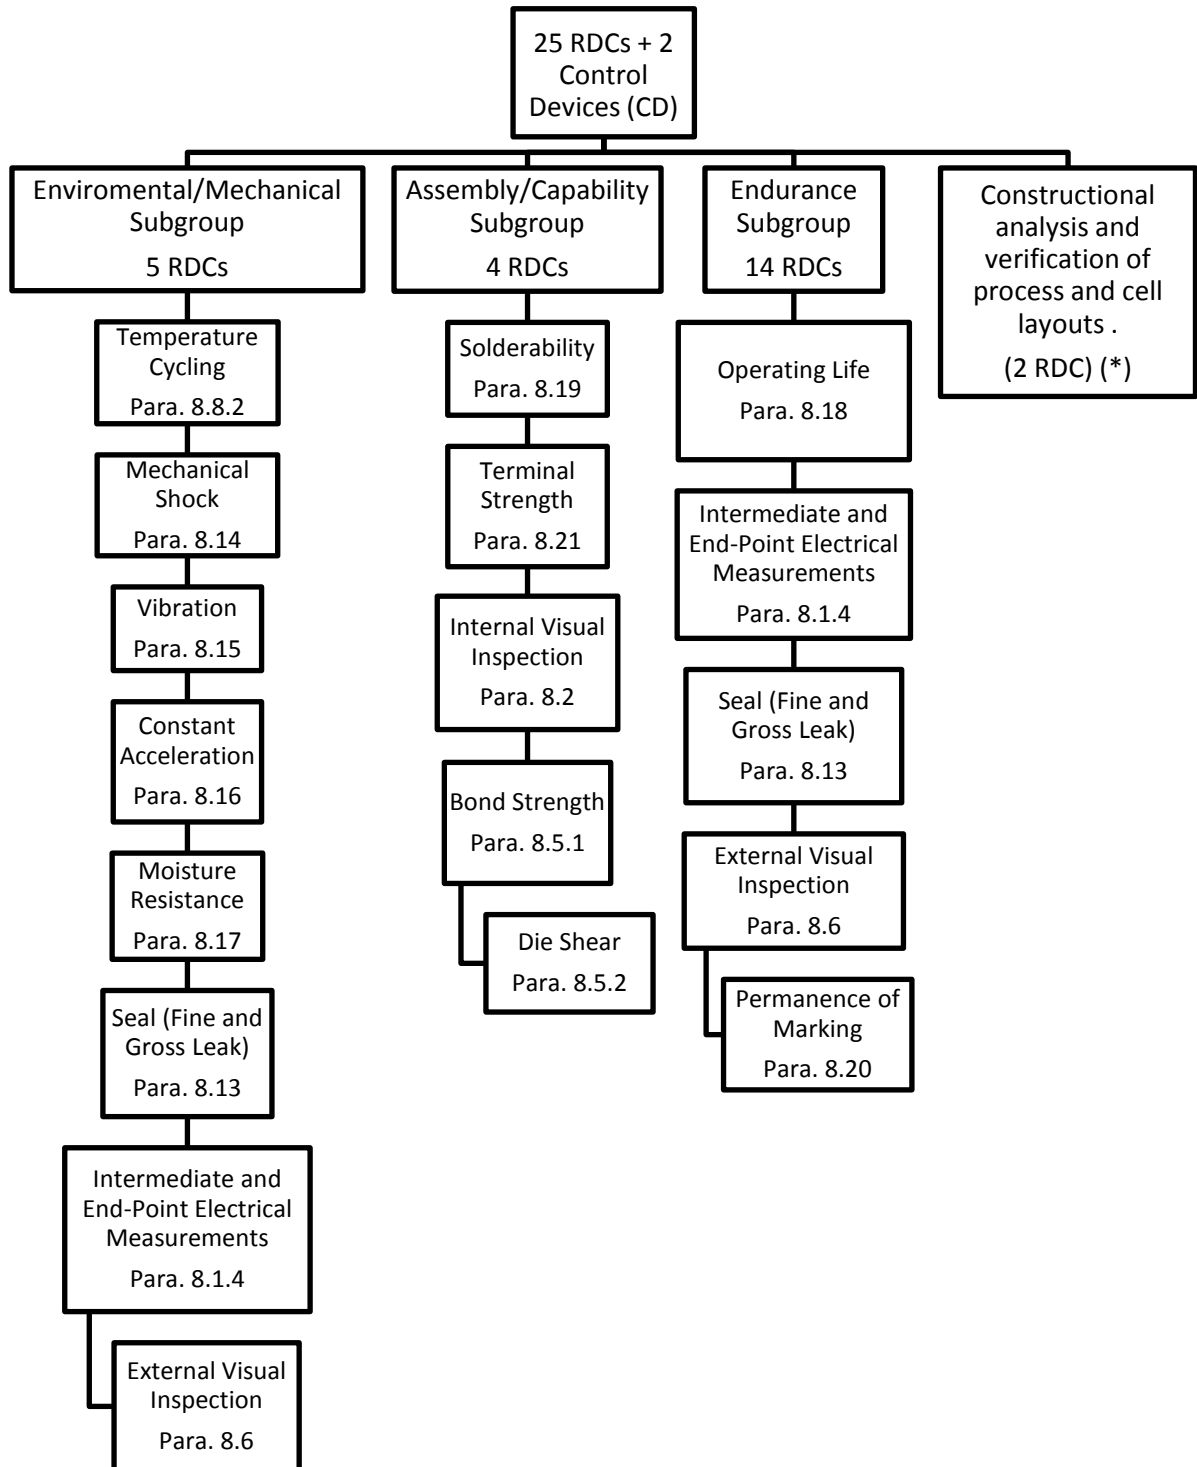 25 RDCs + 2
Control
Devices (CD)
Enviromental/Mechanical
Subgroup
5 RDCs
Temperature
Cycling
Para. 8.8.2
Mechanical
Shock
Para. 8.14
Vibration
Para. 8.15
Constant
Acceleration
Para. 8.16
Moisture
Resistance
Para. 8.17
Seal (Fine and
Gross Leak)
Para. 8.13
Intermediate and
End-Point Electrical
Measurements
Para. 8.1.4
External Visual
Inspection
Para. 8.6
Assembly/Capability
Subgroup
4 RDCs
Solderability
Para. 8.19
Terminal
Strength
Para. 8.21
Internal Visual
Inspection
Para. 8.2
Bond Strength
Para. 8.5.1
Die Shear
Para. 8.5.2
Endurance
Subgroup
14 RDCs
Operating Life
Para. 8.18
Intermediate and
End-Point Electrical
Measurements
Para. 8.1.4
Seal (Fine and
Gross Leak)
Para. 8.13
External Visual
Inspection
Para. 8.6
Permanence of
Marking
Para. 8.20
Constructional
analysis and
verification of
process and cell
layouts .
(2 RDC) (*)